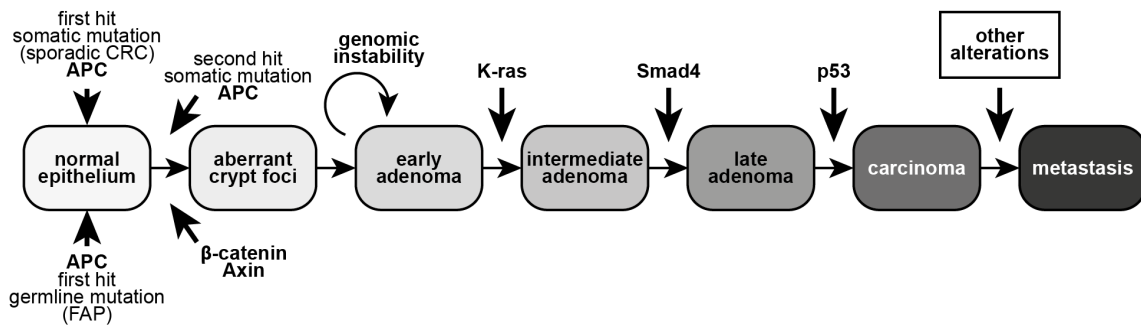 first hit
somatic mutation
(sporadic CRC)
APC
second hit
somatic mutation
APC
genomic
instability
K-ras
Smad4
p53
other
alterations
normal
epithelium
aberrant
crypt foci
early
adenoma
intermediate
adenoma
late
adenoma
carcinoma
metastasis
APC
first hit
germline mutation
(FAP)
β-catenin
Axin